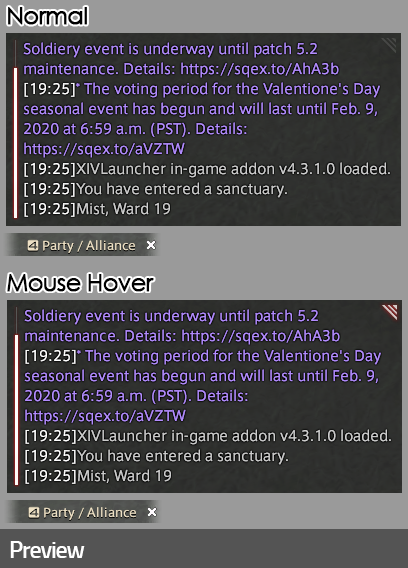 Normal
Soldiery event is underway until patch 5.2
maintenance. Details: https://sqex.to/AhA3b
[19:25]* The voting period for the Valentione's Day
seasonal event has begun and will last until Feb. 9,
2020 at 6:59 a.m. (PST). Details:
https://sqex.to/aVZTW
[19:25]XIVLauncher in-game addon v4.3.1.0 loaded.
[19:25]You have entered a sanctuary.
[19:25]Mist, Ward 19
4 Party / Alliance ×
Mouse Hover
Soldiery event is underway until patch 5.2
maintenance. Details: https://sqex.to/AhA3b
[19:25]* The voting period for the Valentione's Day
seasonal event has begun and will last until Feb. 9,
2020 at 6:59 a.m. (PST). Details:
https://sqex.to/aVZTW
[19:25]XIVLauncher in-game addon v4.3.1.0 loaded.
[19:25]You have entered a sanctuary.
[19:25]Mist, Ward 19
4 Party / Alliance ×
Preview